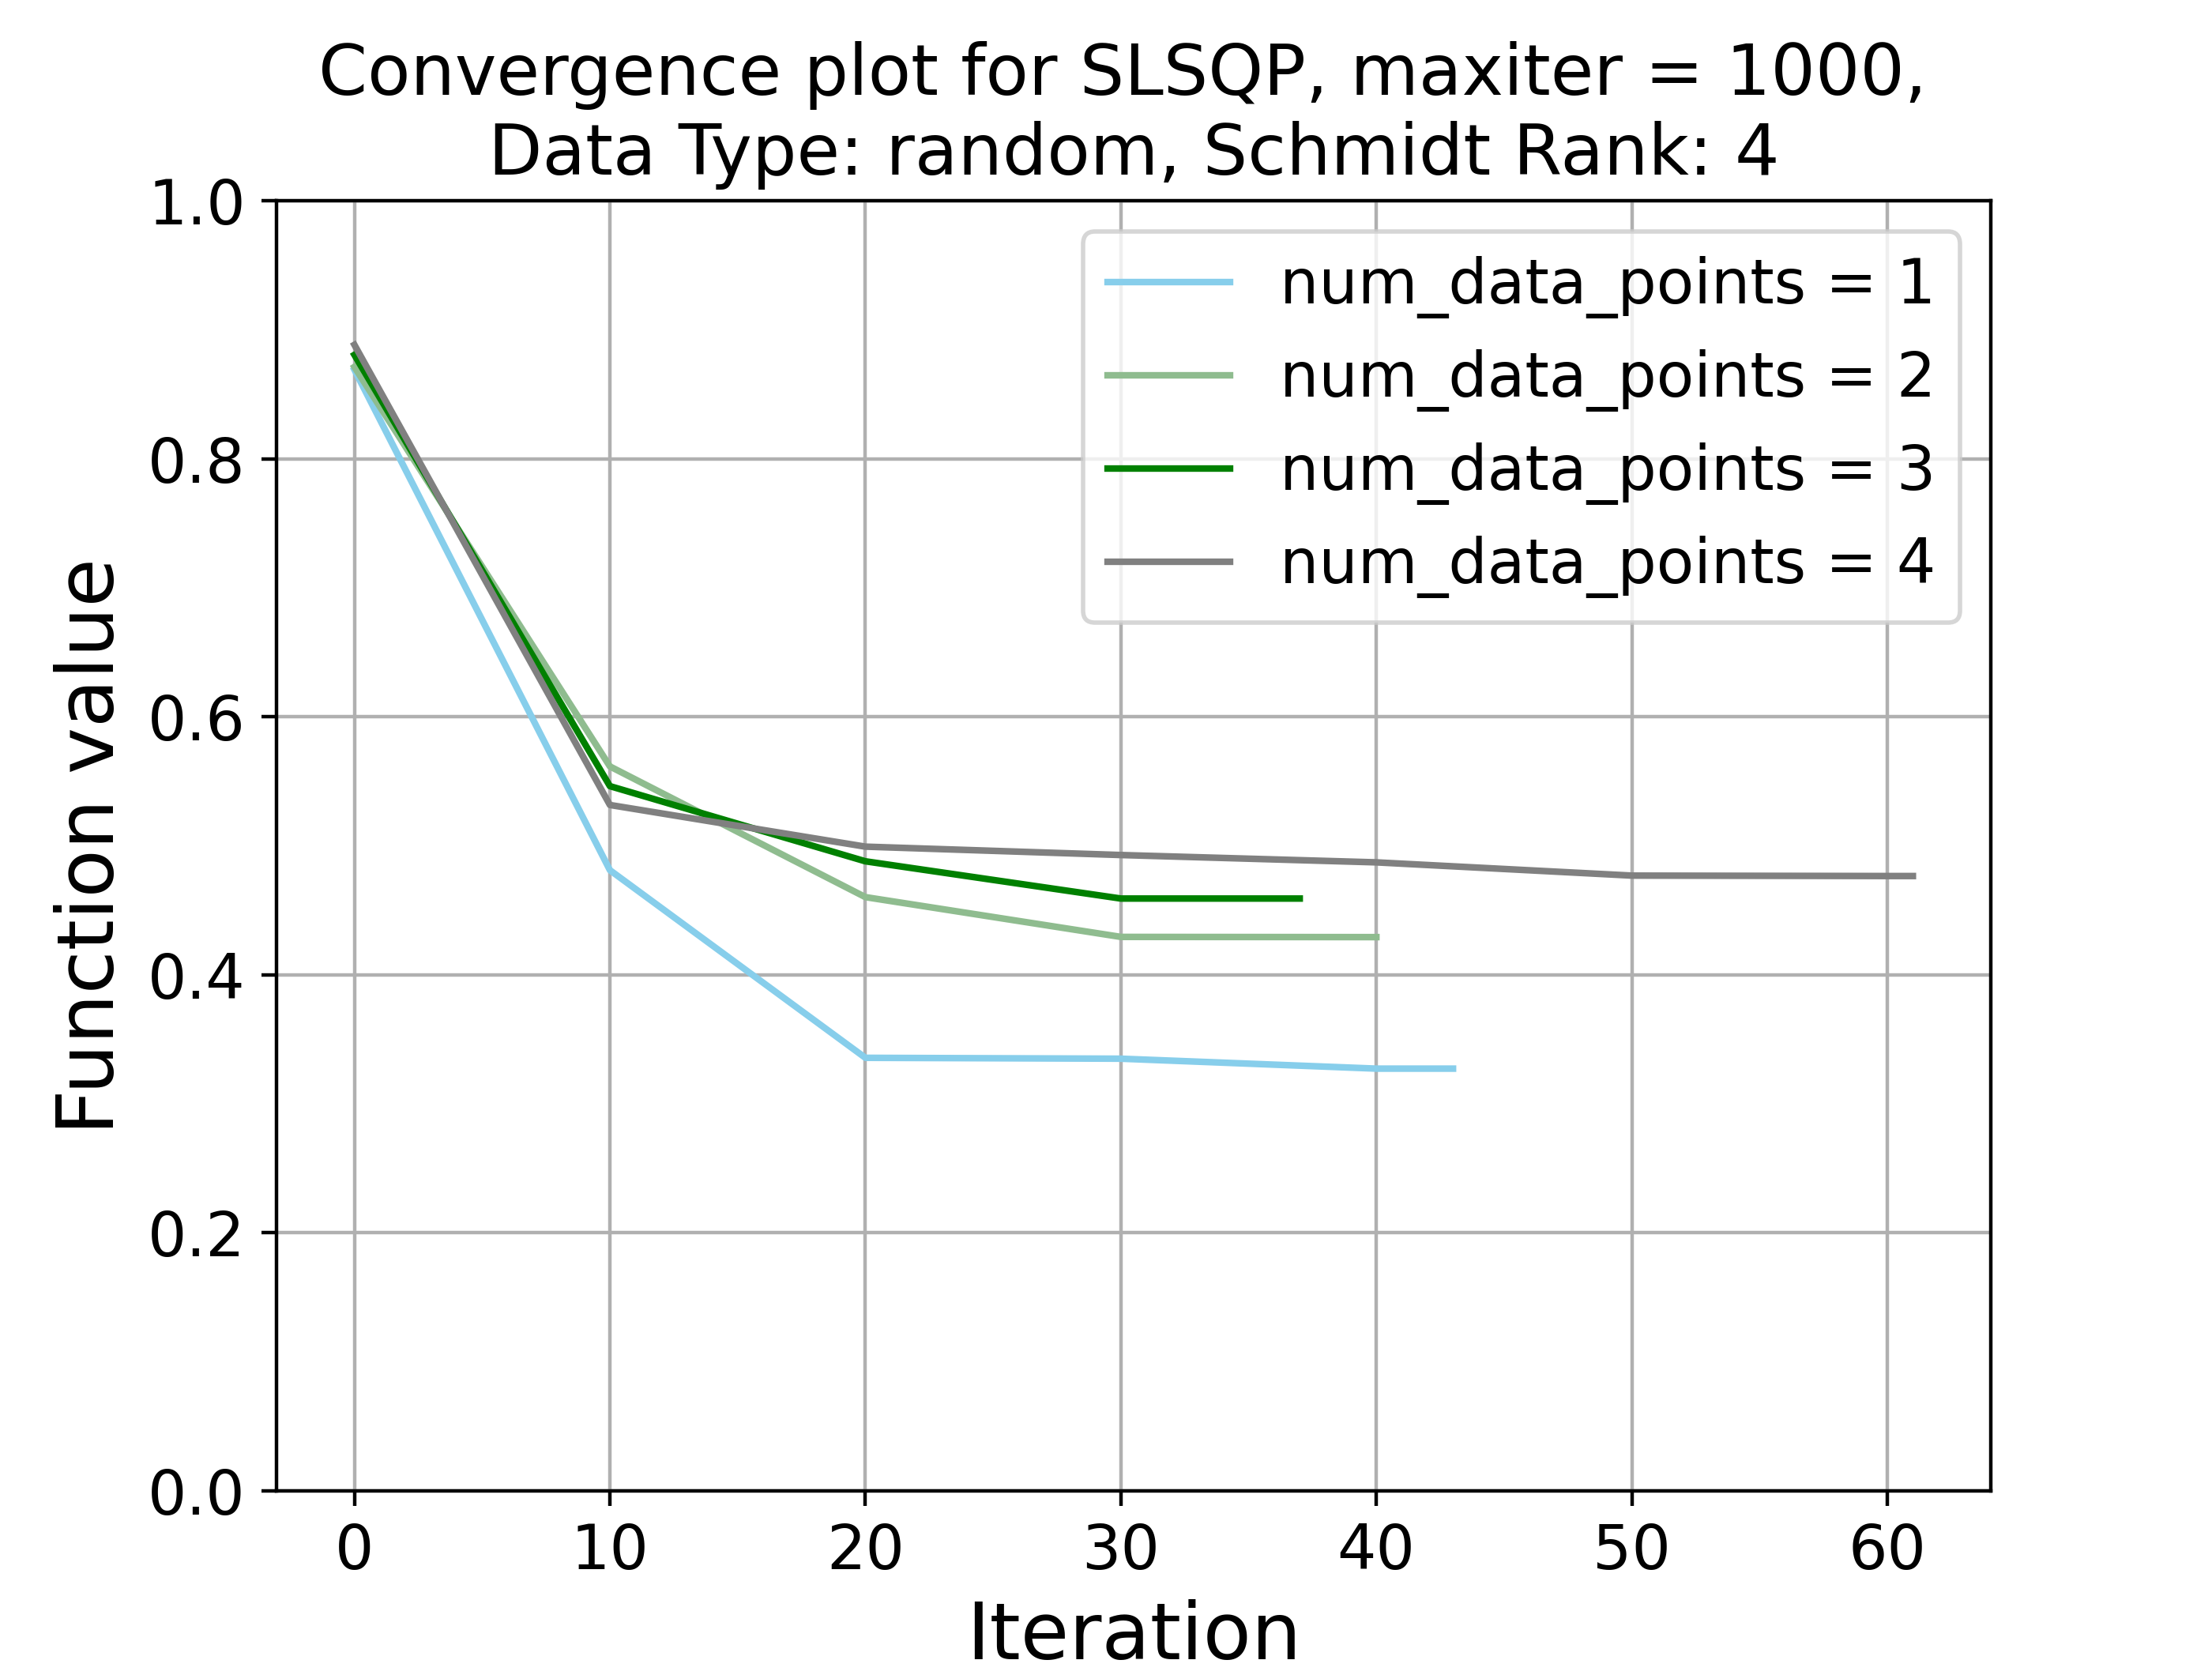 Convergence plot for SLSQP, maxiter = 1000,
Data Type: random, Schmidt Rank: 4
1.0
0.8
0.6
0.4
0.2
0.0
Function value
num_data_points = 1
num_data_points = 2
num_data_points = 3
num_data_points = 4
0 10 20 30 40 50 60
Iteration